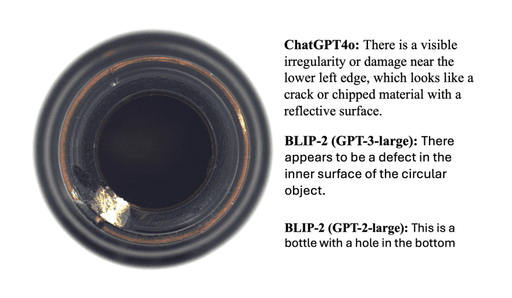 ChatGPT4o: There is a visible
irregularity or damage near the
lower left edge, which looks like a
crack or chipped material with a
reflective surface.
BLIP-2 (GPT-3-large): There
appears to be a defect in the
inner surface of the circular
object.
BLIP-2 (GPT-2-large): This is a
bottle with a hole in the bottom